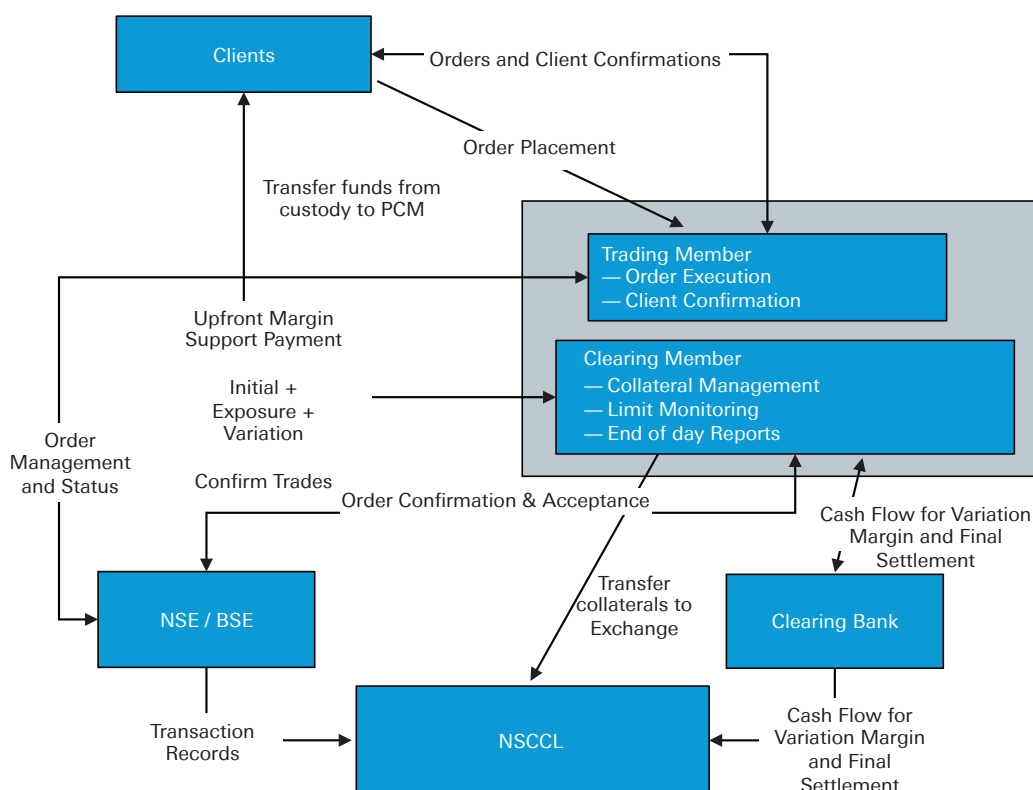 Clients
Orders and Client Confirmations
Order Placement
Transfer funds from
custody to PCM
Trading Member
— Order Execution
— Client Confirmation
Upfront Margin
Support Payment
Clearing Member
— Collateral Management
— Limit Monitoring
— End of day Reports
Initial +
Exposure +
Variation
Order
Management
and Status
Confirm Trades
Order Confirmation & Acceptance
Cash Flow for Variation
Margin and Final
Settlement
Transfer
collaterals to
Exchange
NSE / BSE
Clearing Bank
Transaction
Records
NSCCL
Cash Flow for
Variation Margin
and Final
Settlement